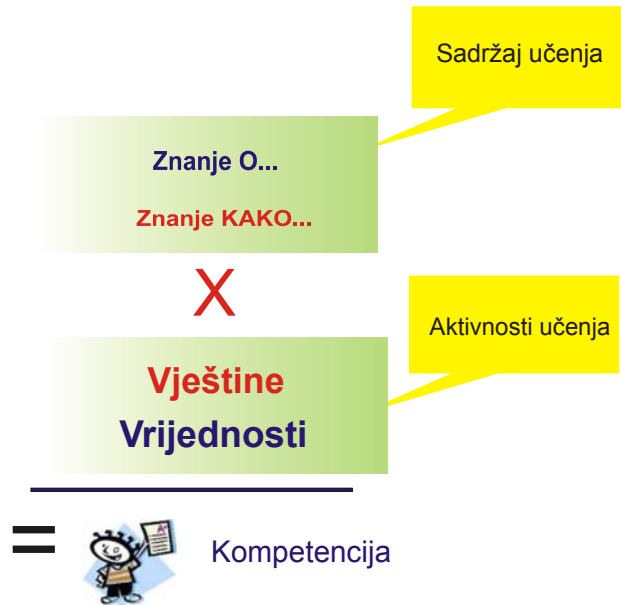 Sadržaj učenja
Znanje O...
Znanje KAKO...
X
Aktivnosti učenja
Vještine
Vrijednosti
=
A+
Kompetencija